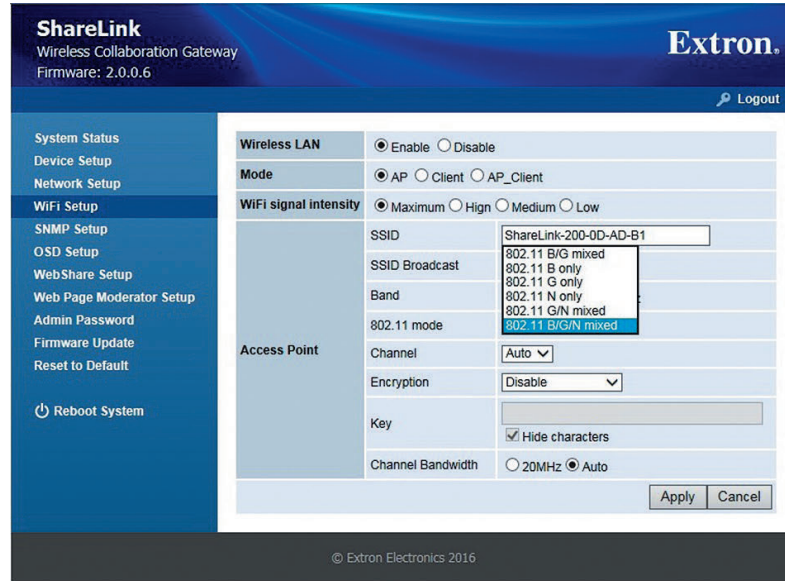 ShareLink
Wireless Collaboration Gateway
Firmware: 2.0.0.6
Extron®
Logout
System Status
Device Setup
Network Setup
WiFi Setup
SNMP Setup
OSD Setup
WebShare Setup
Web Page Moderator Setup
Admin Password
Firmware Update
Reset to Default
Reboot System
Wireless LAN Enable Disable
Mode AP Client AP_Client
WiFi signal intensity Maximum Hign Medium Low
Access Point
SSID ShareLink-200-0D-AD-B1
SSID Broadcast
Band
802.11 mode
802.11 B/G mixed
802.11 B only
802.11 G only
802.11 N only
802.11 G/N mixed
802.11 B/G/N mixed
Channel Auto
Encryption Disable
Key
Hide characters
Channel Bandwidth 20MHz Auto
Apply Cancel
© Extron Electronics 2016